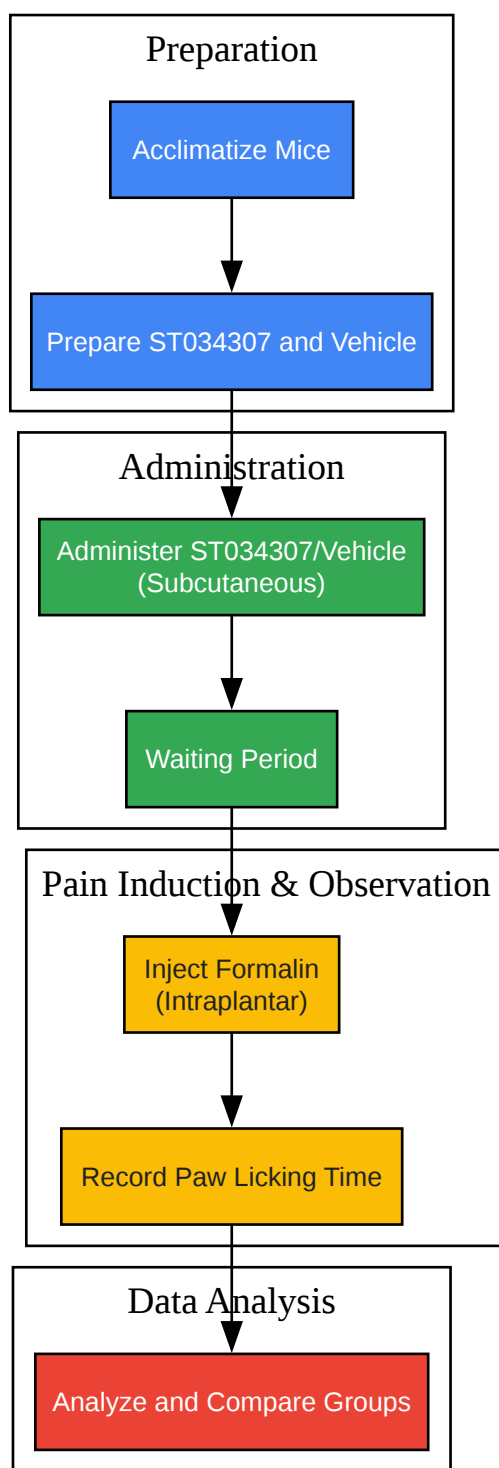 Preparation
Acclimatize Mice
Prepare ST034307 and Vehicle
Administration
Administer ST034307/Vehicle
(Subcutaneous)
Waiting Period
Pain Induction & Observation
Inject Formalin
(Intraplantar)
Record Paw Licking Time
Data Analysis
Analyze and Compare Groups